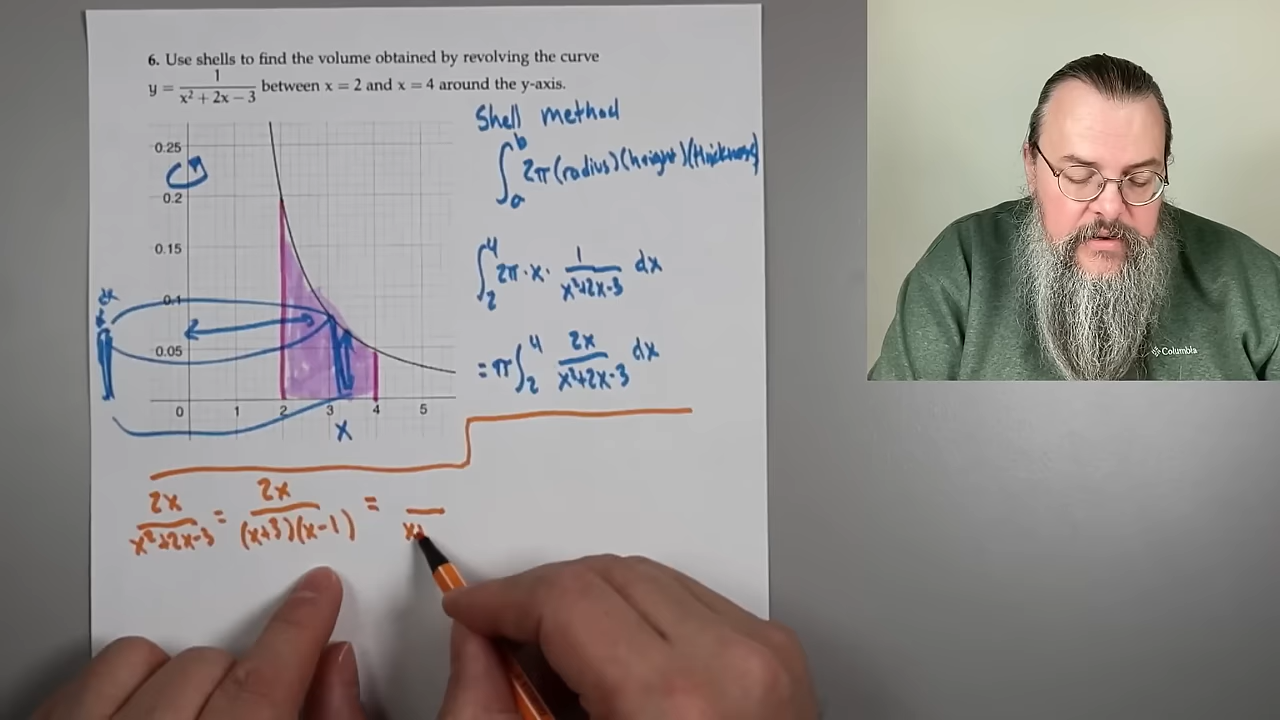 6. Use shells to find the volume obtained by revolving the curve
y = 1/(x² + 2x − 3) between x = 2 and x = 4 around the y-axis.
Shell method
∫_a^b 2π(radius)(height)(thickness)
∫_2^4 2π·x· 1/(x²+2x-3) dx
= π∫_2^4 2x/(x²+2x-3) dx
0.25
0.2
0.15
0.1
0.05
0 1 2 3 4 5
dx
x
2x/(x²+2x-3) = 2x/((x+3)(x-1)) = /(x+
Columbia